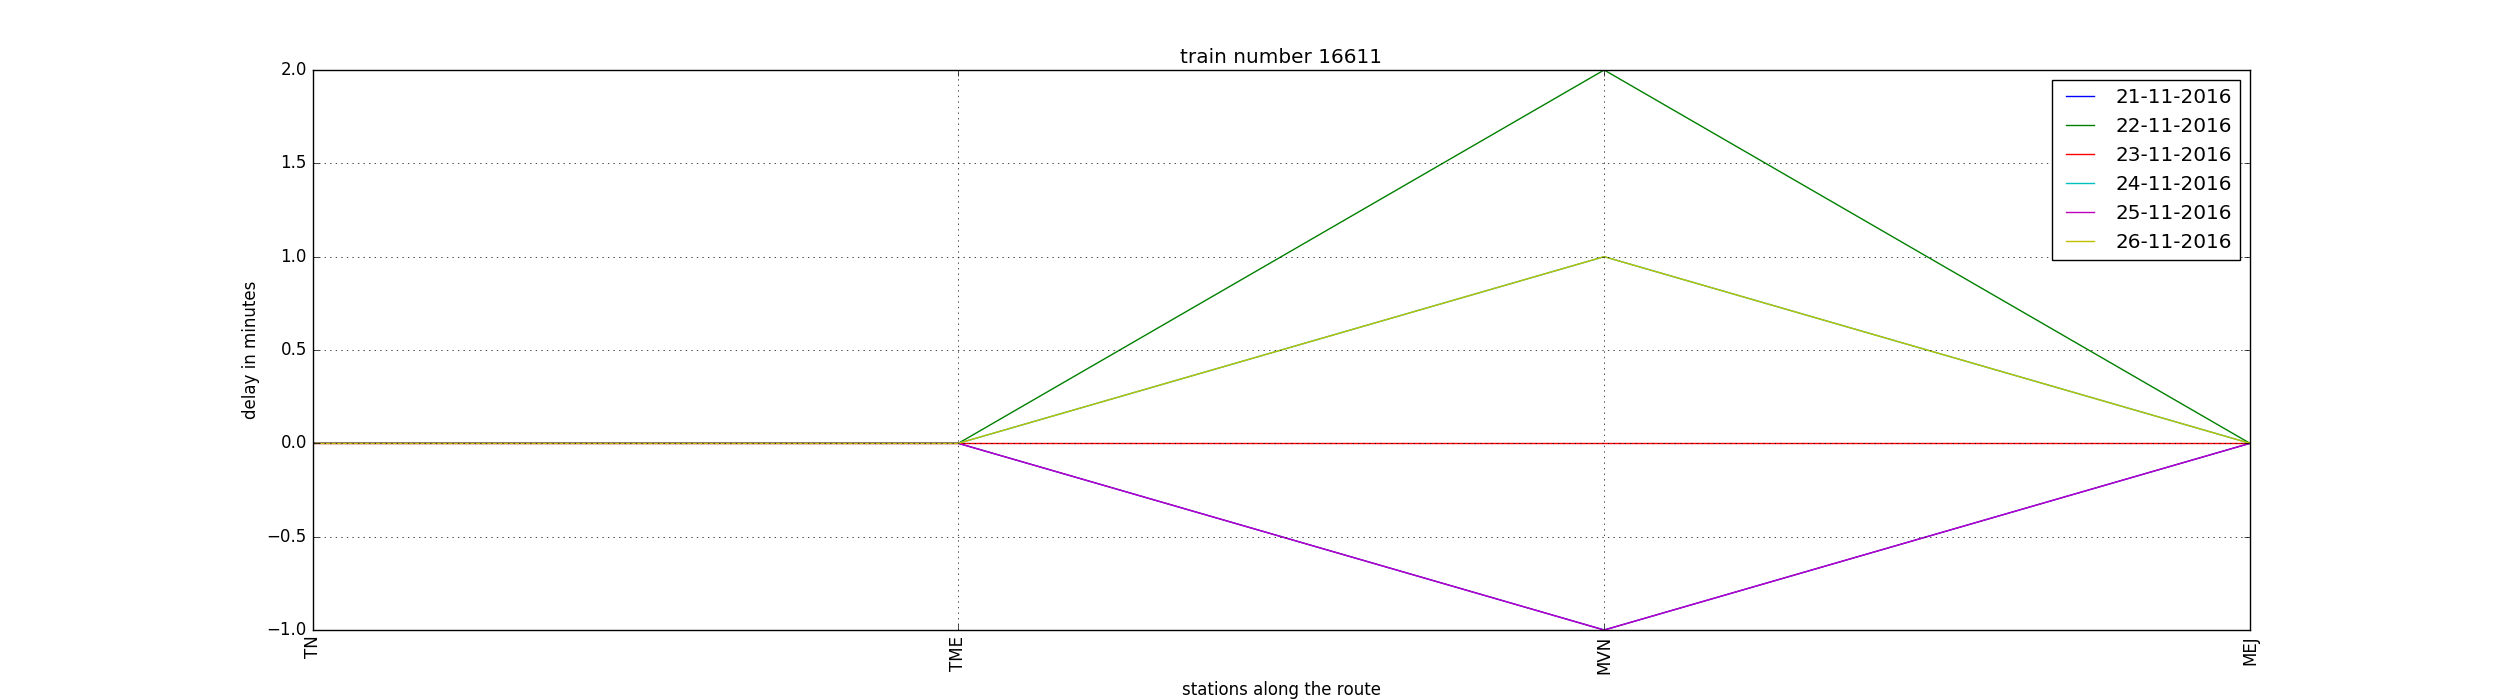 train number 16611
2.0
1.5
1.0
0.5
0.0
−0.5
−1.0
delay in minutes
21-11-2016
22-11-2016
23-11-2016
24-11-2016
25-11-2016
26-11-2016
TN
TME
MVN
MEJ
stations along the route